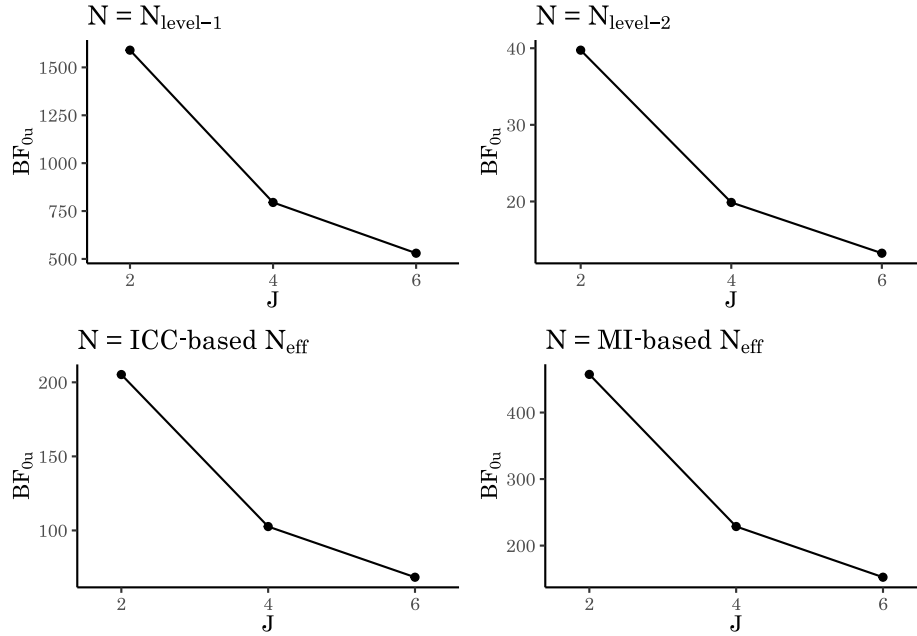 N = N_level−1
BF_0u
1500
1250
1000
750
500
2
4
6
J
N = N_level−2
BF_0u
40
30
20
2
4
6
J
N = ICC-based N_eff
BF_0u
200
150
100
2
4
6
J
N = MI-based N_eff
BF_0u
400
300
200
2
4
6
J